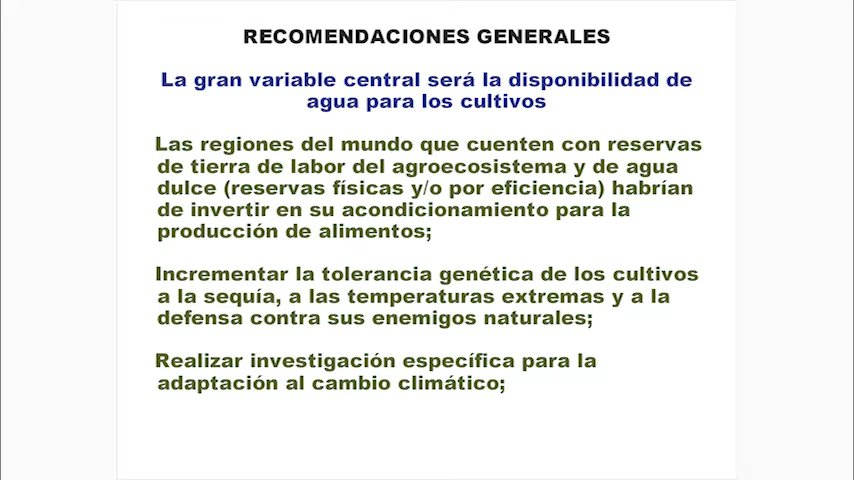 RECOMENDACIONES GENERALES
La gran variable central será la disponibilidad de
agua para los cultivos
Las regiones del mundo que cuenten con reservas
de tierra de labor del agroecosistema y de agua
dulce (reservas físicas y/o por eficiencia) habrían
de invertir en su acondicionamiento para la
producción de alimentos;
Incrementar la tolerancia genética de los cultivos
a la sequía, a las temperaturas extremas y a la
defensa contra sus enemigos naturales;
Realizar investigación específica para la
adaptación al cambio climático;